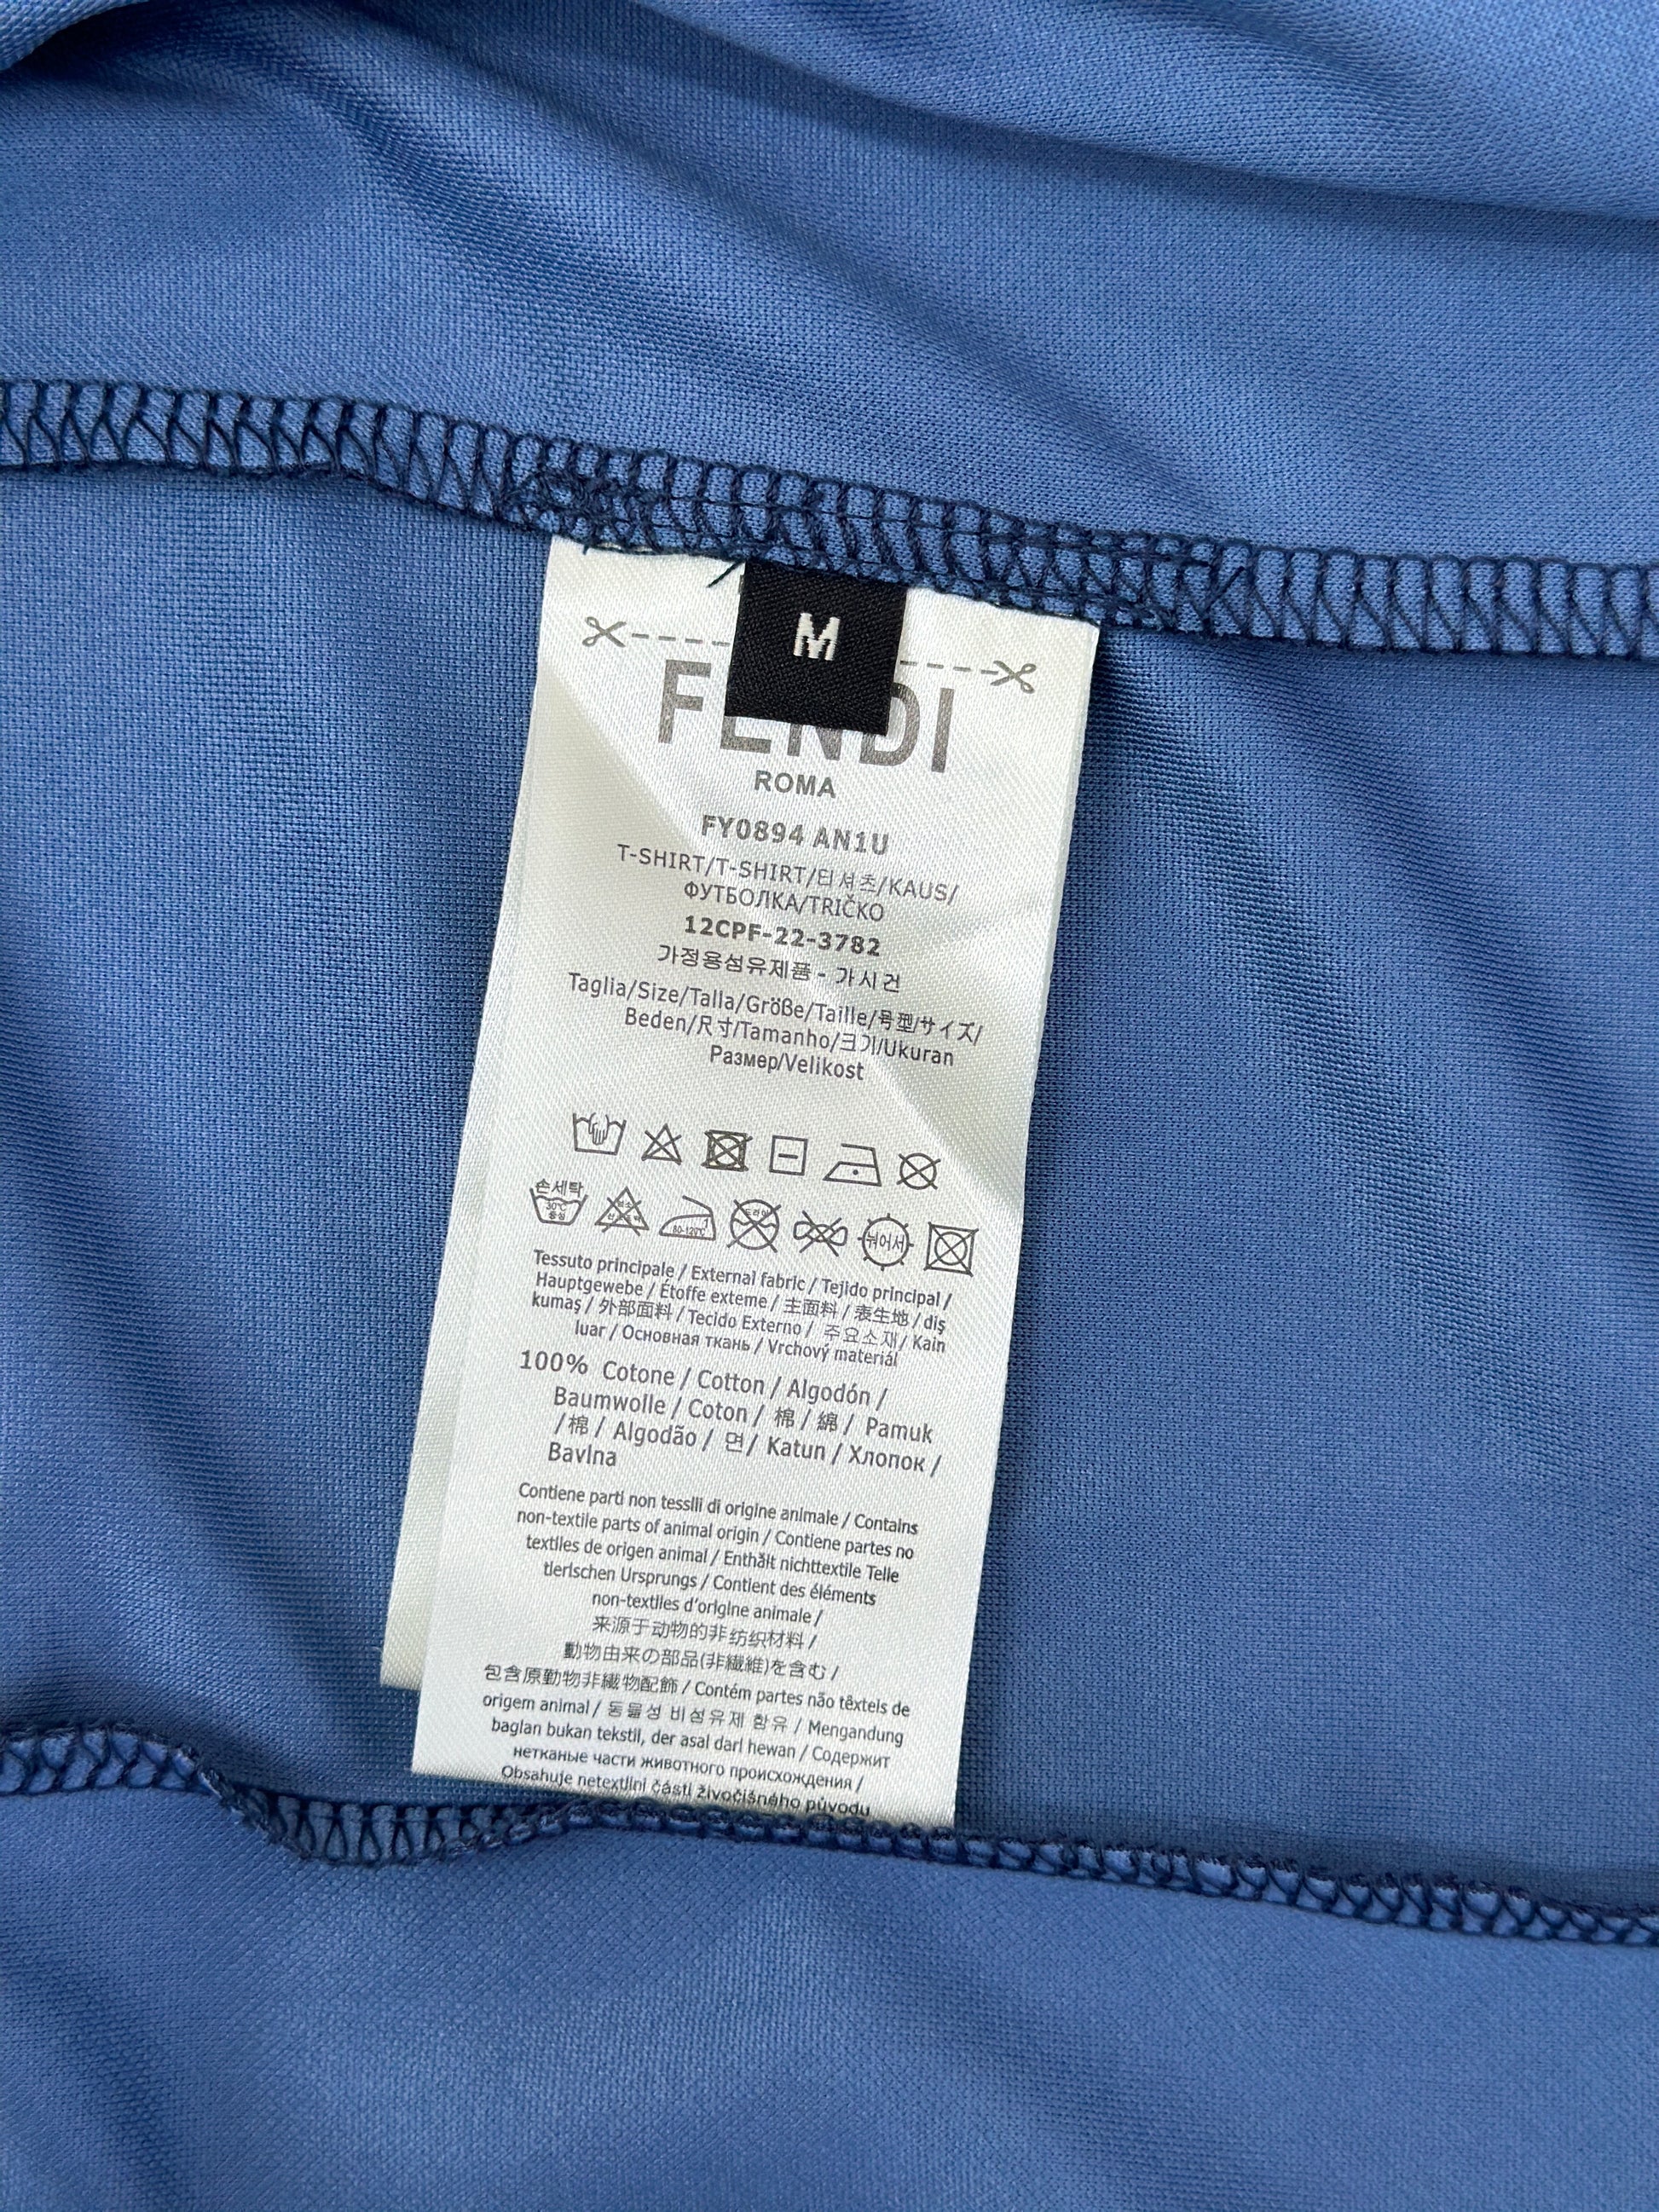 M
FENDI
ROMA
FY0894 AN1U
T-SHIRT/T-SHIRT/티셔츠/KAUS/
ФУТБОЛКА/TRIČKO
12CPF-22-3782
가정용섬유제품 - 가시건
Taglia/Size/Talla/Größe/Taille/号型/サイズ/
Beden/尺寸/Tamanho/크기/Ukuran
Размер/Velikost
손세탁
30℃
중성
80-120℃
뉘어서
Tessuto principale / External fabric / Tejido principal /
Hauptgewebe / Étoffe exteme / 主面料 / 表生地 / diş
kumaş / 外部面料 / Tecido Externo / 주요소재 / Kain
luar / Основная ткань / Vrchový materiál
100% Cotone / Cotton / Algodón /
Baumwolle / Coton / 棉 / 綿 / Pamuk
/ 棉 / Algodão / 면 / Katun / Хлопок /
Bavlna
Contiene parti non tessili di origine animale / Contains
non-textile parts of animal origin / Contiene partes no
textiles de origen animal / Enthält nichttextile Teile
tierischen Ursprungs / Contient des éléments
non-textiles d'origine animale /
来源于动物的非纺织材料 /
動物由来の部品(非繊維)を含む /
包含原動物非纖物配飾 / Contém partes não têxteis de
origem animal / 동물성 비섬유제 함유 / Mengandung
baglan bukan tekstil, der asal dari hewan / Содержит
нетканые части животного происхождения /
Obsahuje netextilní části živočišného původu